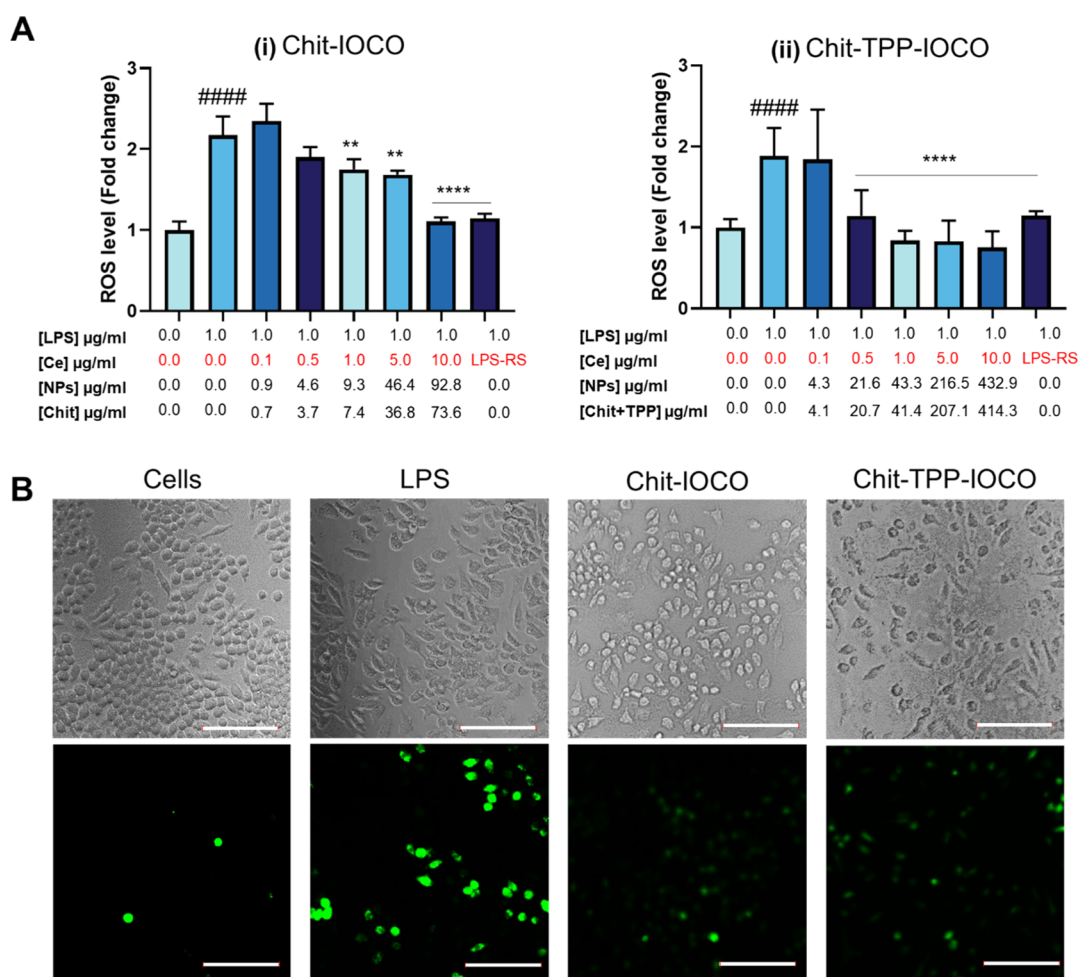 A
(i) Chit-IOCO
ROS level (Fold change)
3
2
1
0
####
**
**
****
[LPS] µg/ml 0.0 1.0 1.0 1.0 1.0 1.0 1.0 1.0
[Ce] µg/ml 0.0 0.0 0.1 0.5 1.0 5.0 10.0 LPS-RS
[NPs] µg/ml 0.0 0.0 0.9 4.6 9.3 46.4 92.8 0.0
[Chit] µg/ml 0.0 0.0 0.7 3.7 7.4 36.8 73.6 0.0
(ii) Chit-TPP-IOCO
ROS level (Fold change)
3
2
1
0
####
****
[LPS] µg/ml 0.0 1.0 1.0 1.0 1.0 1.0 1.0 1.0
[Ce] µg/ml 0.0 0.0 0.1 0.5 1.0 5.0 10.0 LPS-RS
[NPs] µg/ml 0.0 0.0 4.3 21.6 43.3 216.5 432.9 0.0
[Chit+TPP] µg/ml 0.0 0.0 4.1 20.7 41.4 207.1 414.3 0.0
B
Cells LPS Chit-IOCO Chit-TPP-IOCO